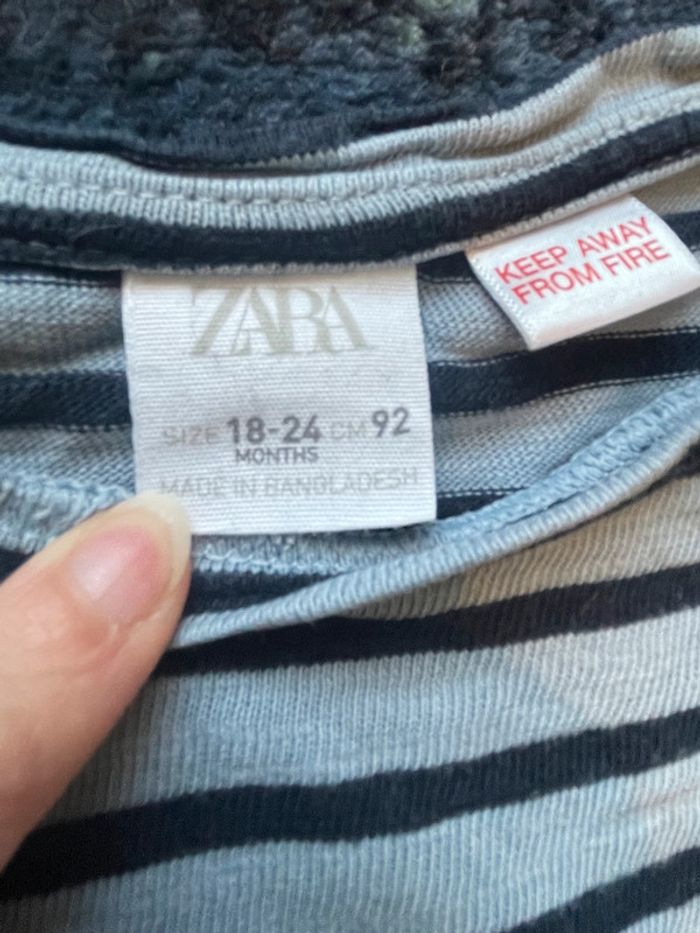 ZARA
SIZE 18-24 CM 92
MONTHS
MADE IN BANGLADESH
KEEP AWAY
FROM FIRE